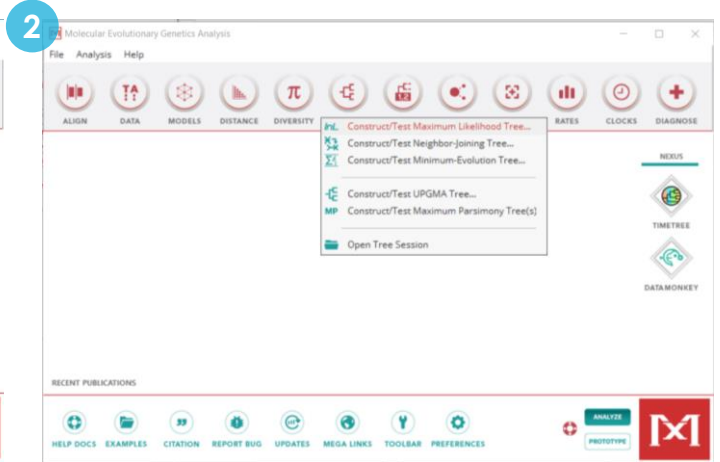 2
Molecular Evolutionary Genetics Analysis
File Analysis Help
ALIGN DATA MODELS DISTANCE DIVERSITY RATES CLOCKS DIAGNOSE
lnL Construct/Test Maximum Likelihood Tree...
Construct/Test Neighbor-Joining Tree...
Construct/Test Minimum-Evolution Tree...
Construct/Test UPGMA Tree...
MP Construct/Test Maximum Parsimony Tree(s)
Open Tree Session
NEXUS
TIMETREE
DATAMONKEY
RECENT PUBLICATIONS
HELP DOCS EXAMPLES CITATION REPORT BUG UPDATES MEGA LINKS TOOLBAR PREFERENCES
ANALYZE
PROTOTYPE